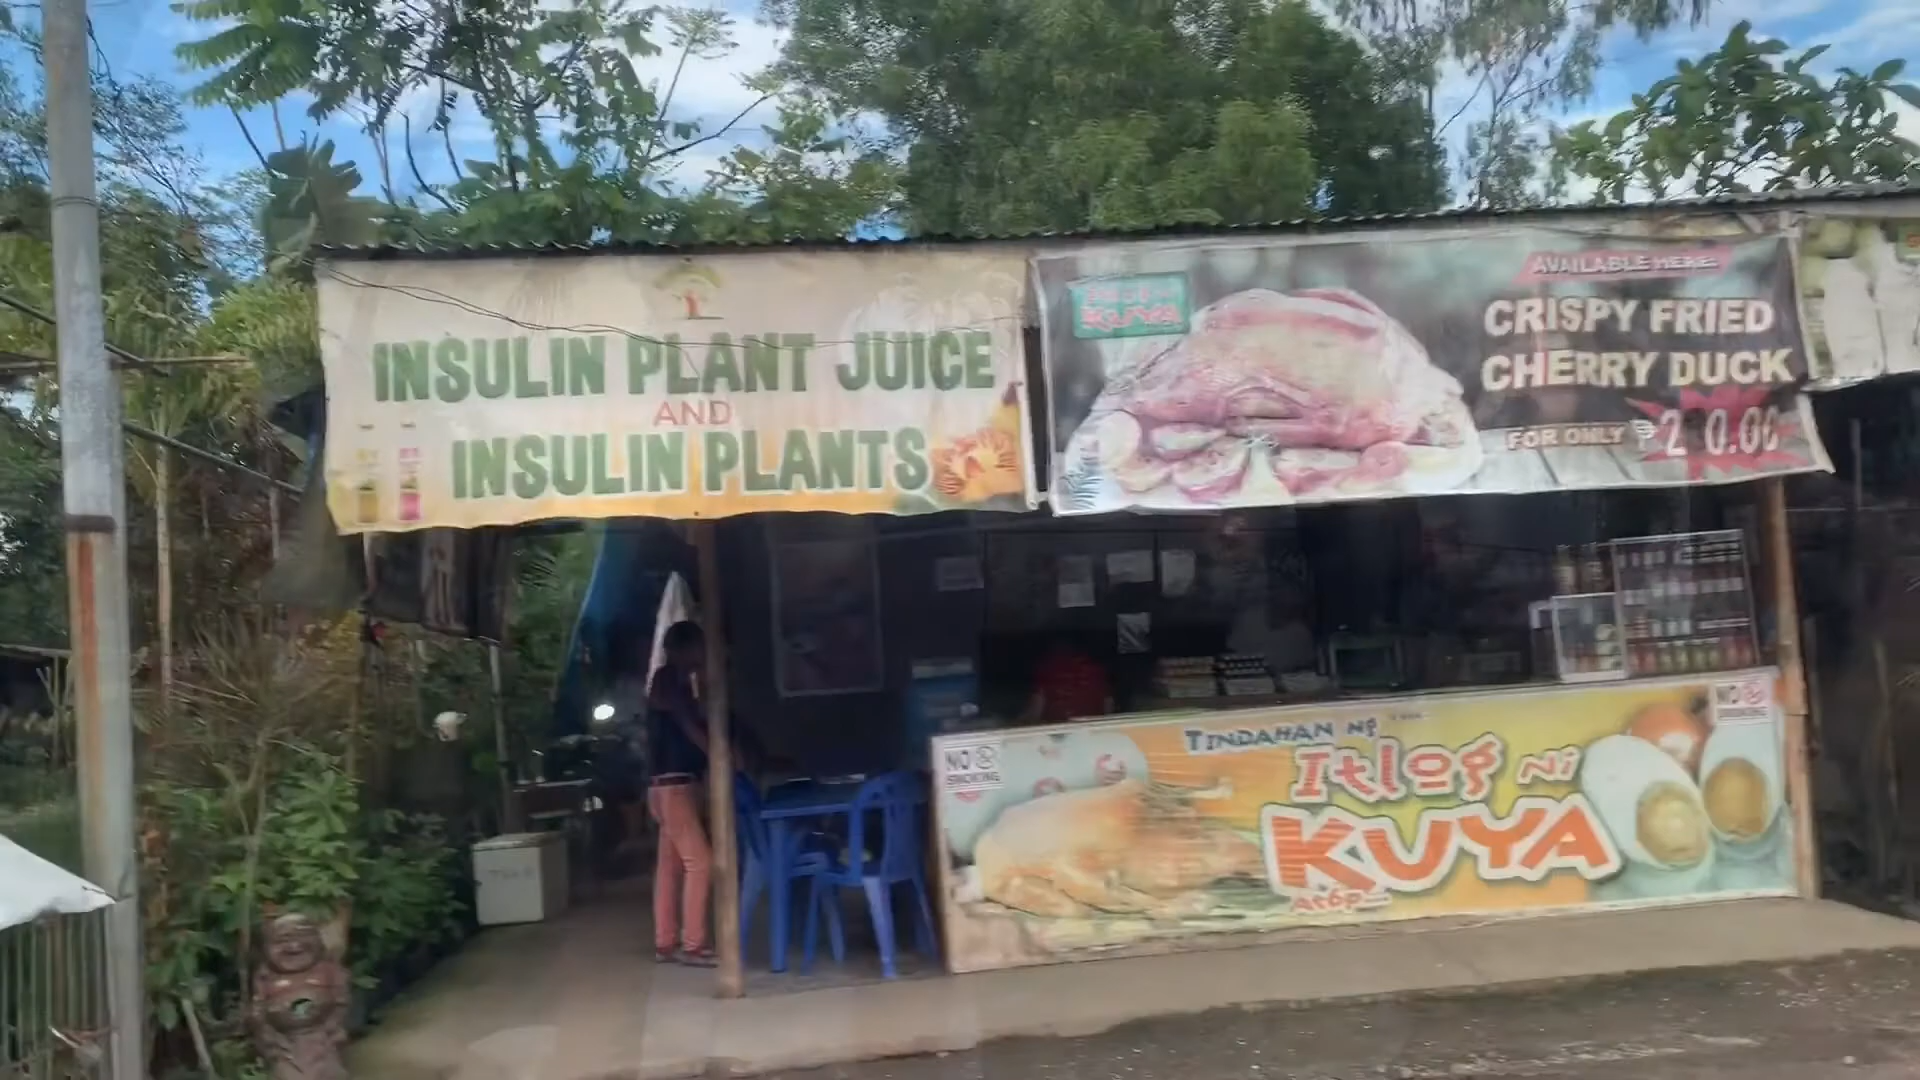 INSULIN PLANT JUICE
AND
INSULIN PLANTS
KUYA
AVAILABLE HERE:
CRISPY FRIED
CHERRY DUCK
FOR ONLY
NO
SMOKING
TINDAHAN NG
Itlog Ni
KUYA
NO
SMOKING